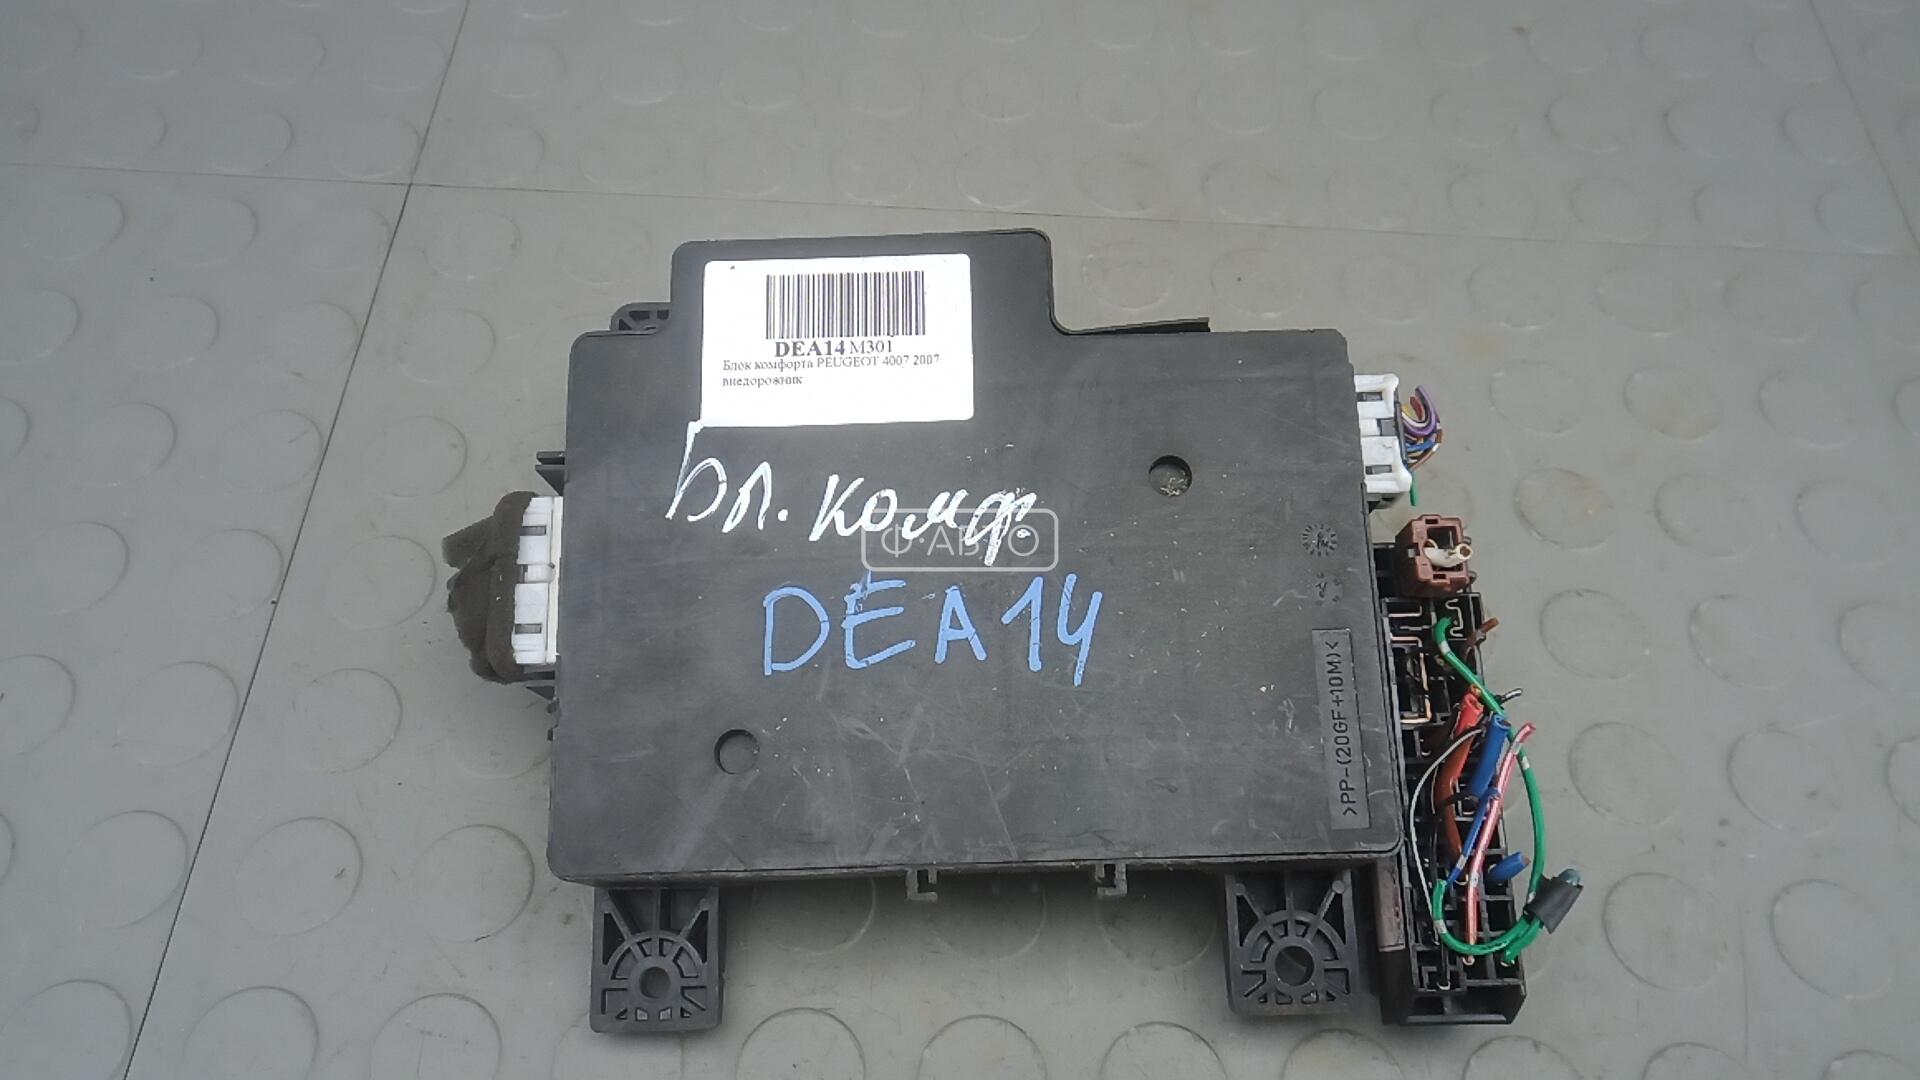 DEA14 M301
Блок комфорта PEUGEOT 4007 2007
внедорожник
Бл. комф.
Ф·АВТО
DEA14
>PP-(20GF+10M)<